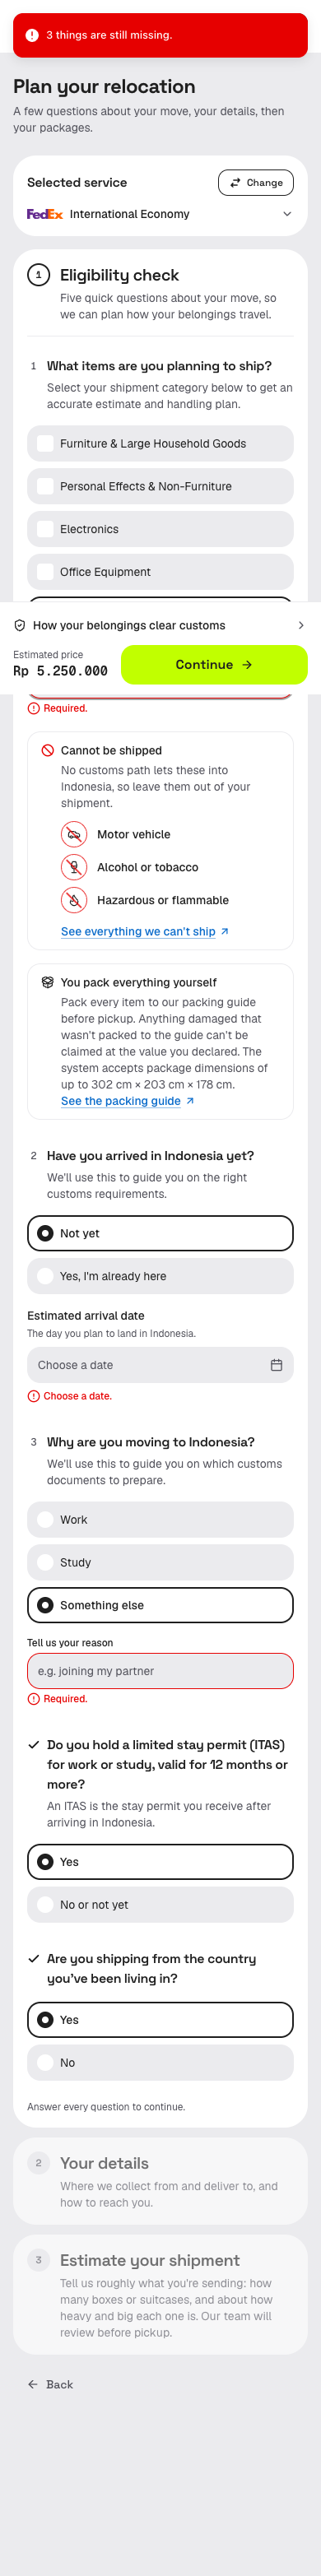 3 things are still missing.
Plan your relocation
A few questions about your move, your details, then
your packages.
Selected service
Change
FedEx International Economy
1 Eligibility check
Five quick questions about your move, so
we can plan how your belongings travel.
1 What items are you planning to ship?
Select your shipment category below to get an
accurate estimate and handling plan.
Furniture & Large Household Goods
Personal Effects & Non-Furniture
Electronics
Office Equipment
How your belongings clear customs
Estimated price
Rp 5.250.000
Continue
Required.
Cannot be shipped
No customs path lets these into
Indonesia, so leave them out of your
shipment.
Motor vehicle
Alcohol or tobacco
Hazardous or flammable
See everything we can't ship
You pack everything yourself
Pack every item to our packing guide
before pickup. Anything damaged that
wasn't packed to the guide can't be
claimed at the value you declared. The
system accepts package dimensions of
up to 302 cm × 203 cm × 178 cm.
See the packing guide
2 Have you arrived in Indonesia yet?
We'll use this to guide you on the right
customs requirements.
Not yet
Yes, I'm already here
Estimated arrival date
The day you plan to land in Indonesia.
Choose a date
Choose a date.
3 Why are you moving to Indonesia?
We'll use this to guide you on which customs
documents to prepare.
Work
Study
Something else
Tell us your reason
e.g. joining my partner
Required.
Do you hold a limited stay permit (ITAS)
for work or study, valid for 12 months or
more?
An ITAS is the stay permit you receive after
arriving in Indonesia.
Yes
No or not yet
Are you shipping from the country
you've been living in?
Yes
No
Answer every question to continue.
2 Your details
Where we collect from and deliver to, and
how to reach you.
3 Estimate your shipment
Tell us roughly what you're sending: how
many boxes or suitcases, and about how
heavy and big each one is. Our team will
review before pickup.
Back